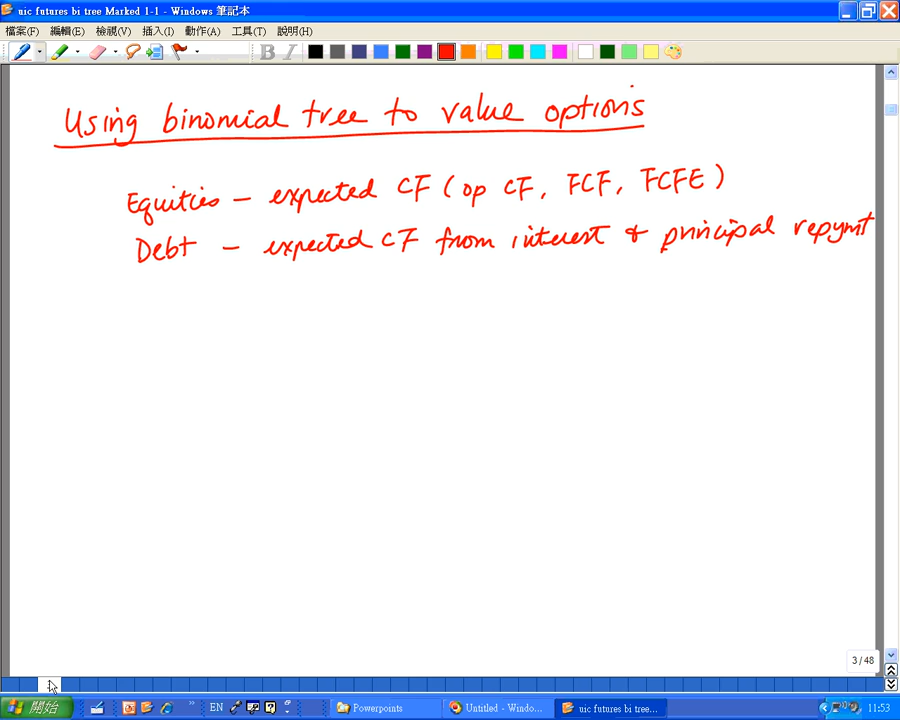 uic futures bi tree Marked 1-1 - Windows 筆記本
檔案(F) 編輯(E) 檢視(V) 插入(I) 動作(A) 工具(T) 說明(H)
B I
Using binomial tree to value options
Equities – expected CF (op CF, FCF, FCFE)
Debt – expected CF from interest & principal repymt
3 / 48
開始 EN Powerpoints Untitled - Windo... uic futures bi tree... 11:53